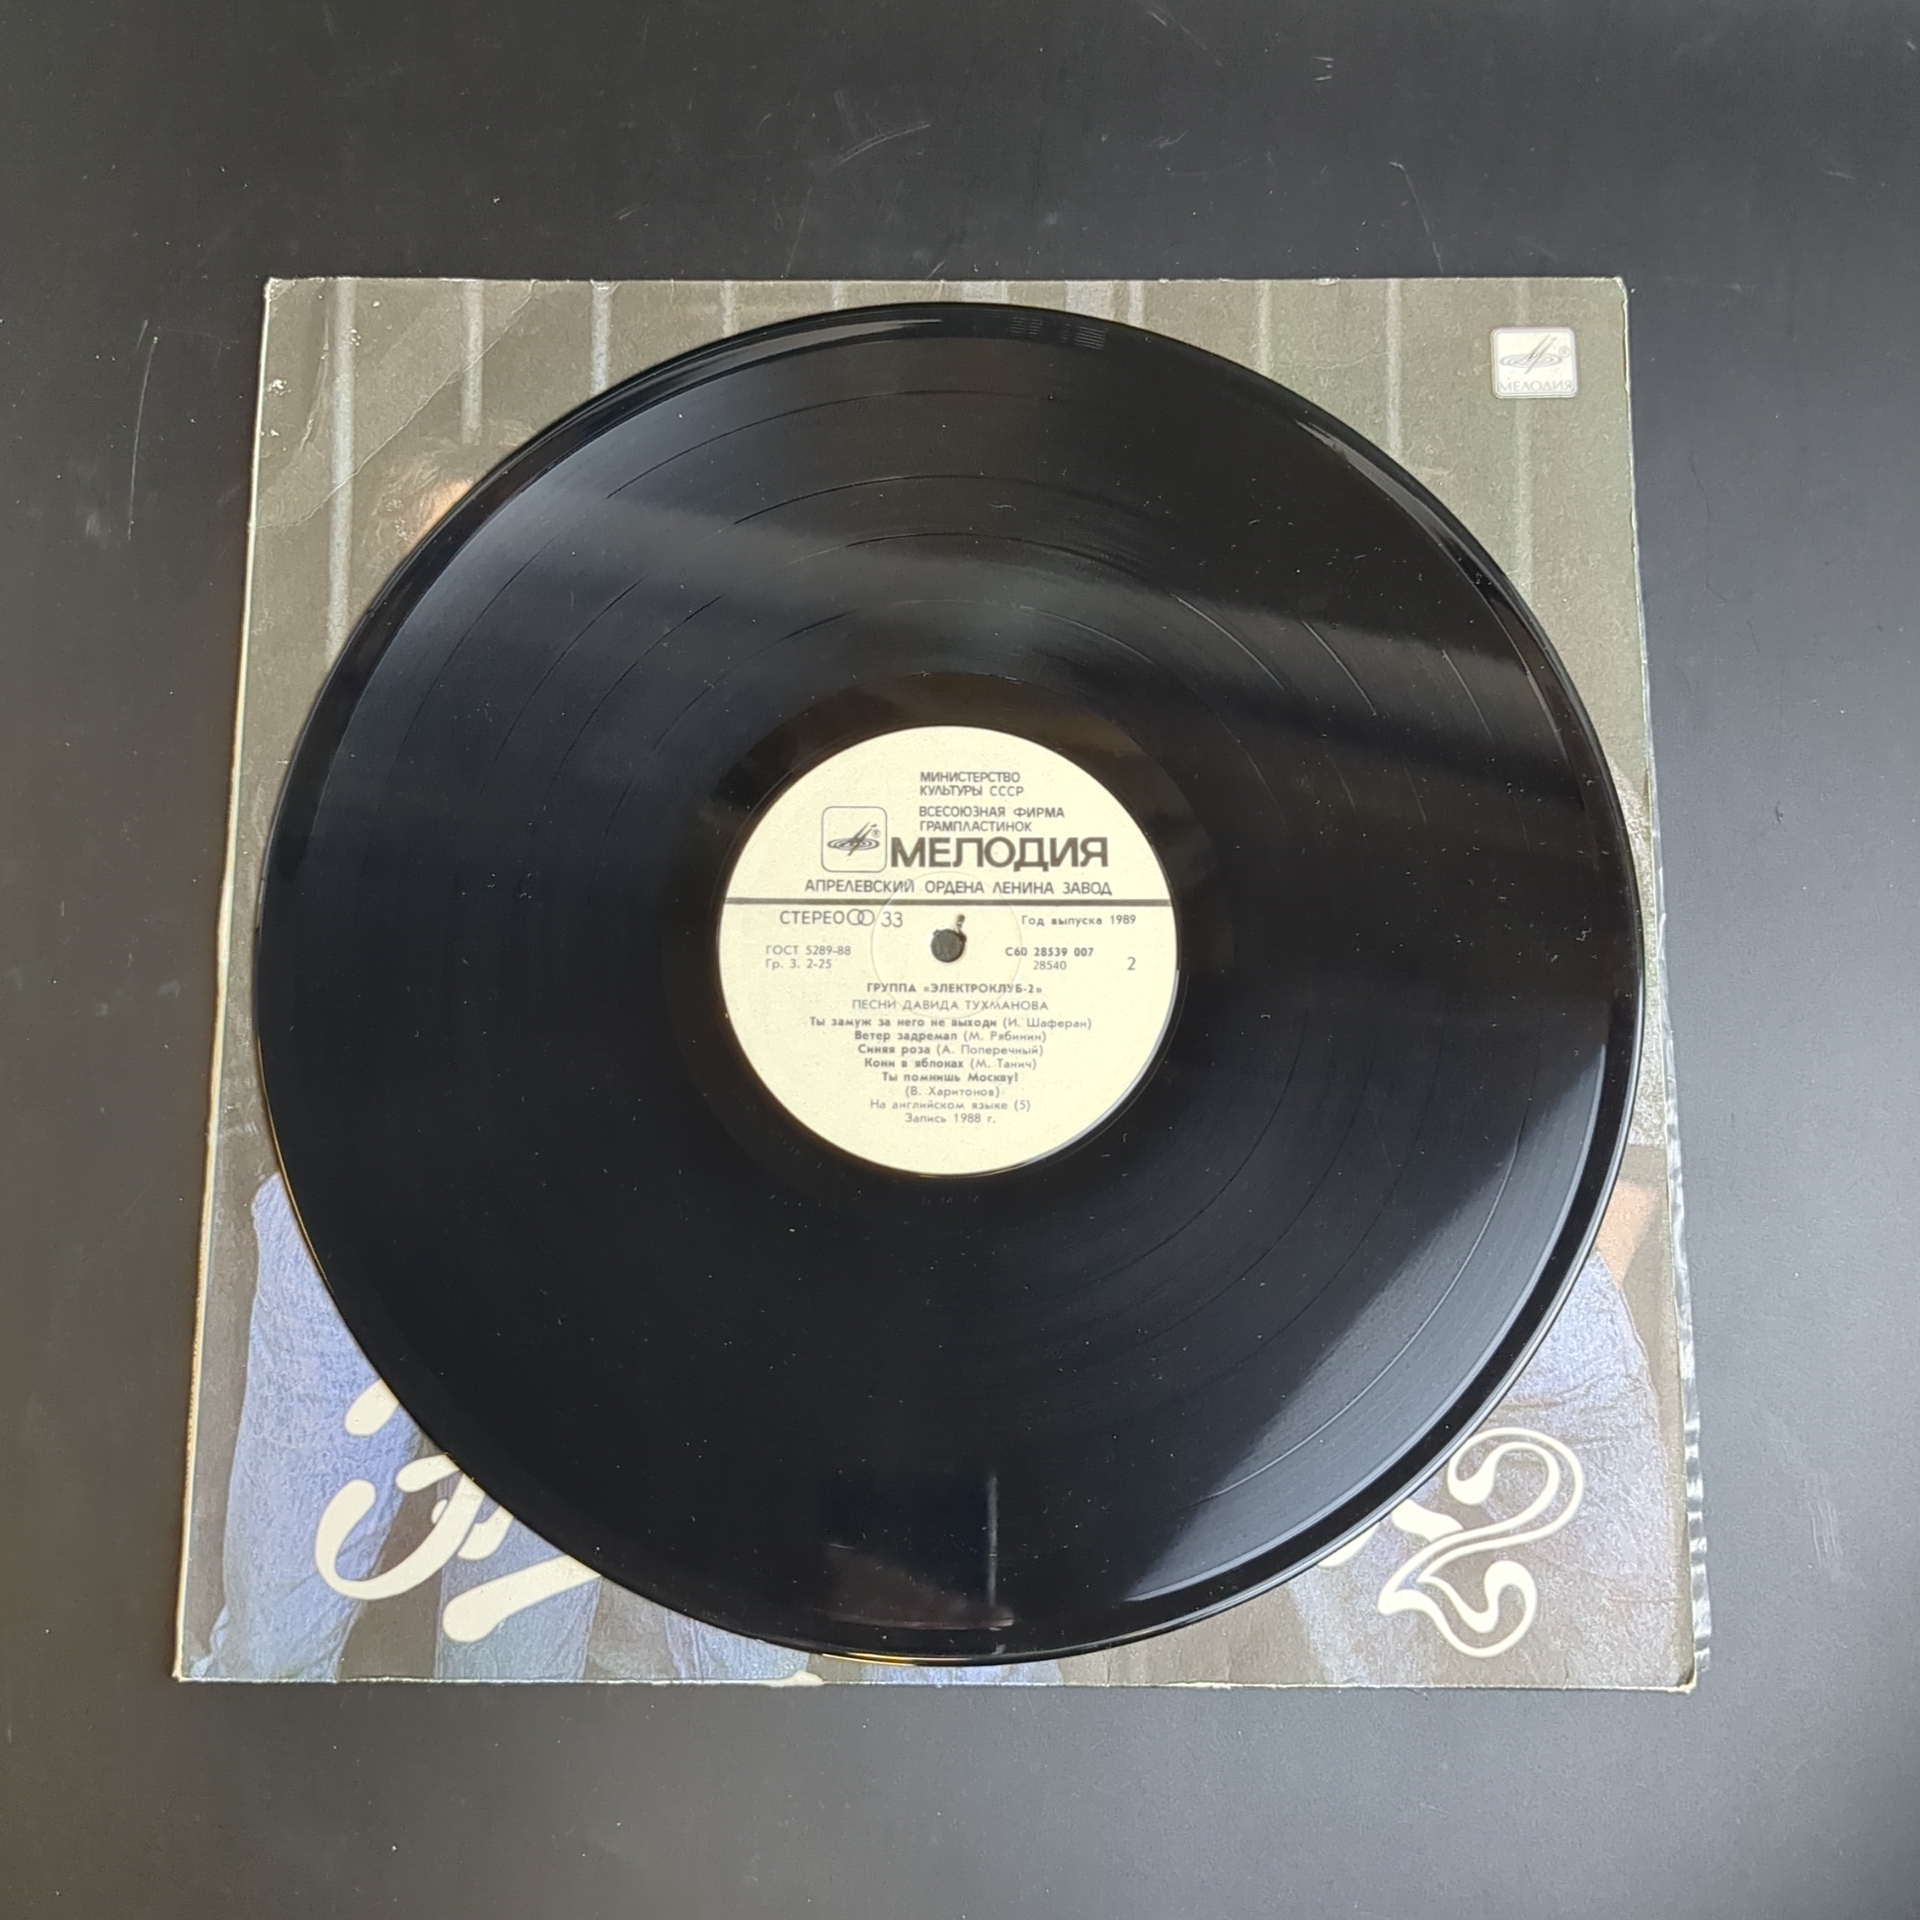 МЕЛОДИЯ
МИНИСТЕРСТВО
КУЛЬТУРЫ СССР
ВСЕСОЮЗНАЯ ФИРМА
ГРАМПЛАСТИНОК
МЕЛОДИЯ
АПРЕЛЕВСКИЙ ОРДЕНА ЛЕНИНА ЗАВОД
СТЕРЕО 33
Год выпуска 1989
ГОСТ 5289-88
Гр. 3. 2-25
С60 28539 007
28540
2
ГРУППА «ЭЛЕКТРОКЛУБ-2»
ПЕСНИ ДАВИДА ТУХМАНОВА
Ты замуж за него не выходи (И. Шаферан)
Ветер задремал (М. Рябинин)
Синяя роза (А. Поперечный)
Кони в яблоках (М. Танич)
Ты помнишь Москву!
(В. Харитонов)
На английском языке (5)
Запись 1988 г.
2